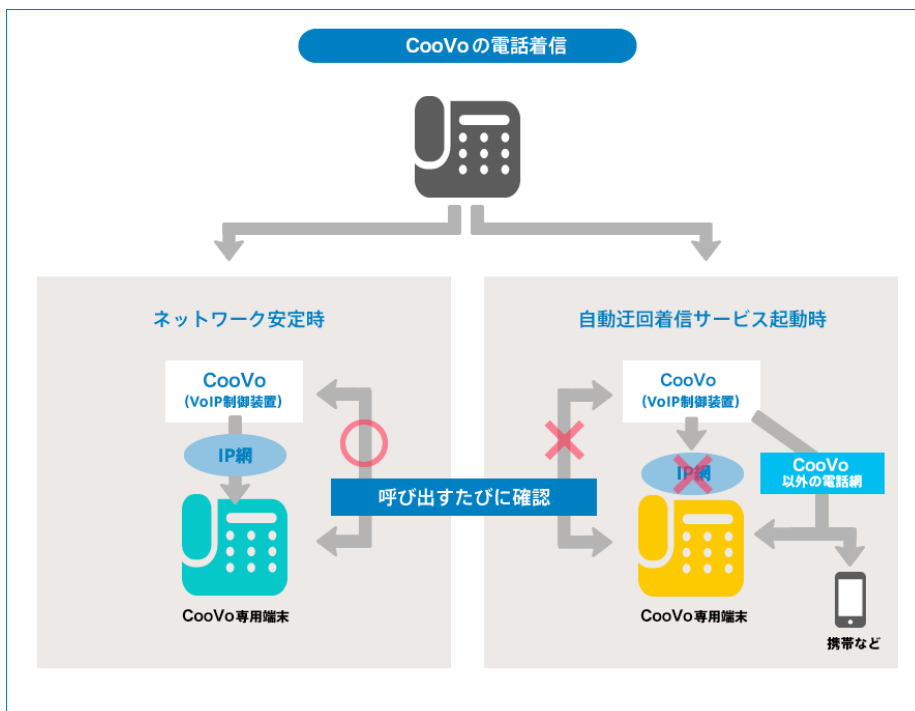 CooVoの電話着信
ネットワーク安定時
CooVo
(VoIP制御装置)
IP網
CooVo専用端末
呼び出すたびに確認
自動迂回着信サービス起動時
CooVo
(VoIP制御装置)
IP網
CooVo
以外の電話網
CooVo専用端末
携帯など